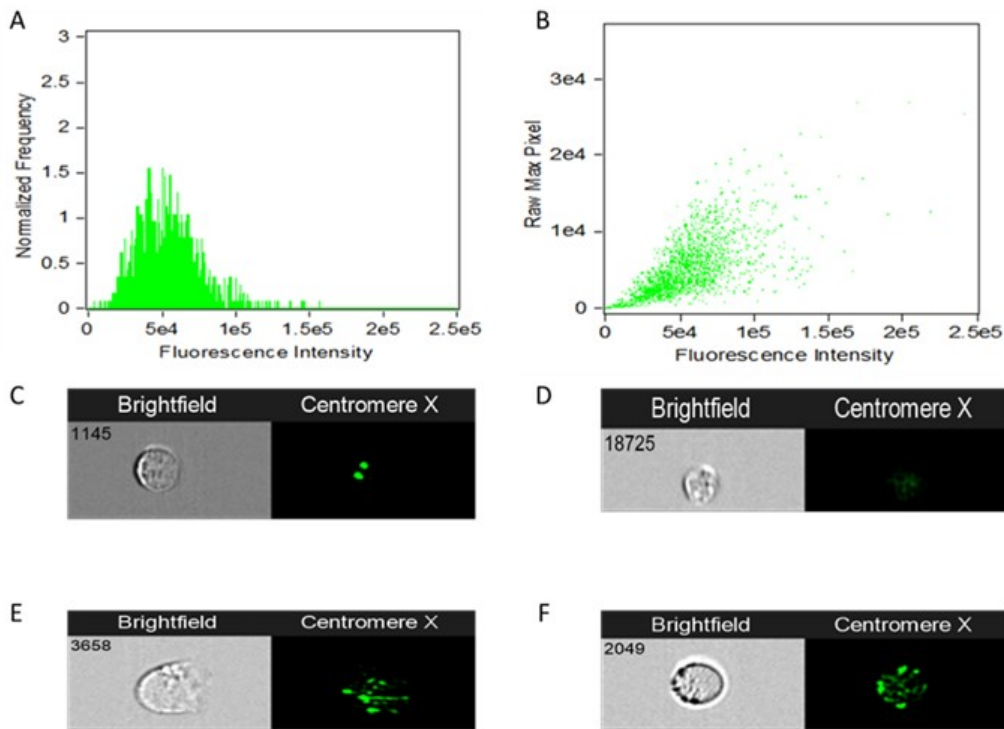 A
3
2.5
2
1.5
1
0.5
0
Normalized Frequency
0 5e4 1e5 1.5e5 2e5 2.5e5
Fluorescence Intensity
B
3e4
2e4
1e4
0
Raw Max Pixel
0 5e4 1e5 1.5e5 2e5 2.5e5
Fluorescence Intensity
C
Brightfield Centromere X
1145
D
Brightfield Centromere X
18725
E
Brightfield Centromere X
3658
F
Brightfield Centromere X
2049